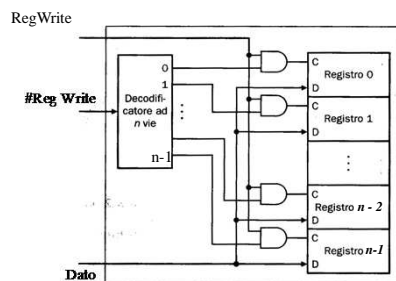 RegWrite
0
1
#Reg Write
Decodifi-
catore ad
n vie
⋮
n-1
C
Registro 0
D
C
Registro 1
D
⋮
C
Registro n - 2
D
C
Registro n-1
D
Dato